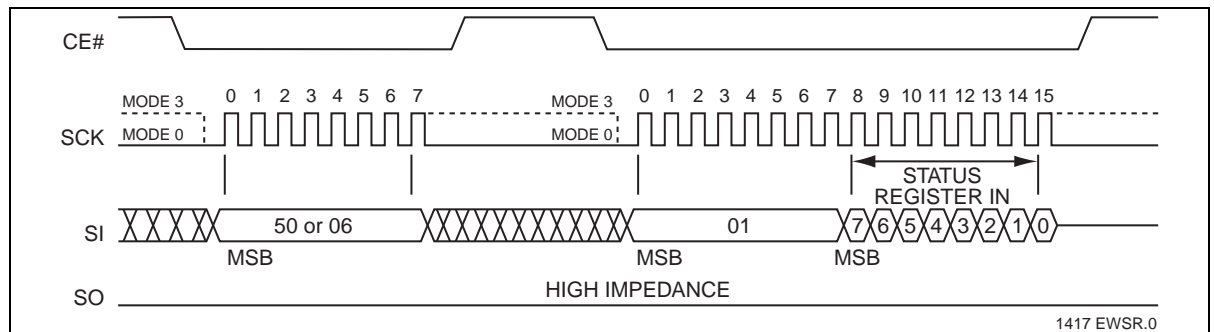 CE#
MODE 3 0 1 2 3 4 5 6 7 MODE 3 0 1 2 3 4 5 6 7 8 9 10 11 12 13 14 15
SCK MODE 0 MODE 0
STATUS
REGISTER IN
SI 50 or 06 01 7 6 5 4 3 2 1 0
MSB MSB MSB
SO HIGH IMPEDANCE
1417 EWSR.0